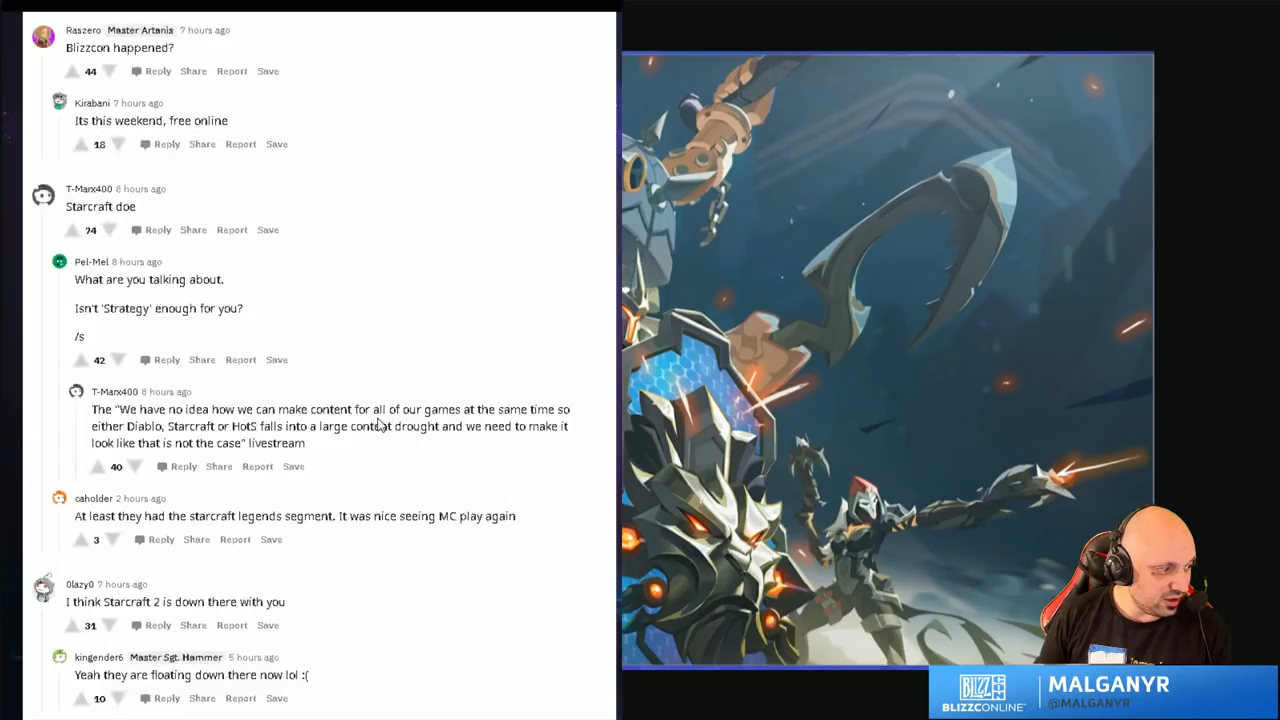 Raszero Master Artanis 7 hours ago
Blizzcon happened?
44 Reply Share Report Save
Kirabani 7 hours ago
Its this weekend, free online
18 Reply Share Report Save
T-Marx400 8 hours ago
Starcraft doe
74 Reply Share Report Save
Pel-Mel 8 hours ago
What are you talking about.
Isn't 'Strategy' enough for you?
/s
42 Reply Share Report Save
T-Marx400 8 hours ago
The “We have no idea how we can make content for all of our games at the same time so
either Diablo, Starcraft or HotS falls into a large content drought and we need to make it
look like that is not the case” livestream
40 Reply Share Report Save
caholder 2 hours ago
At least they had the starcraft legends segment. It was nice seeing MC play again
3 Reply Share Report Save
0lazy0 7 hours ago
I think Starcraft 2 is down there with you
31 Reply Share Report Save
kingender6 Master Sgt. Hammer 5 hours ago
Yeah they are floating down there now lol :(
10 Reply Share Report Save
BLIZZ
BLIZZCONLINE
MALGANYR
@MALGANYR